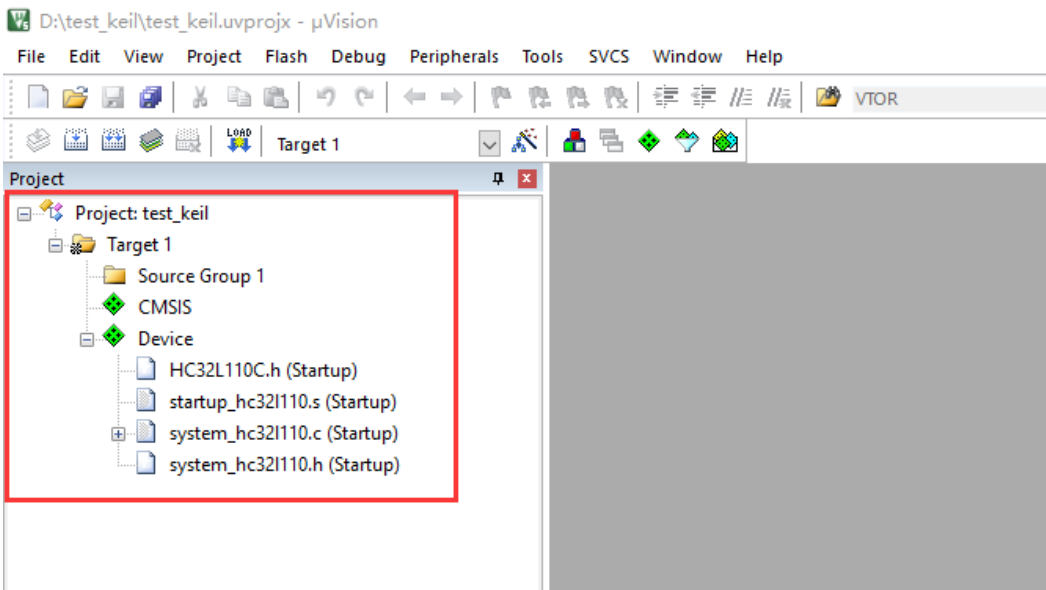 D:\test_keil\test_keil.uvprojx - µVision
File Edit View Project Flash Debug Peripherals Tools SVCS Window Help
VTOR
LOAD Target 1
Project
Project: test_keil
Target 1
Source Group 1
CMSIS
Device
HC32L110C.h (Startup)
startup_hc32l110.s (Startup)
system_hc32l110.c (Startup)
system_hc32l110.h (Startup)